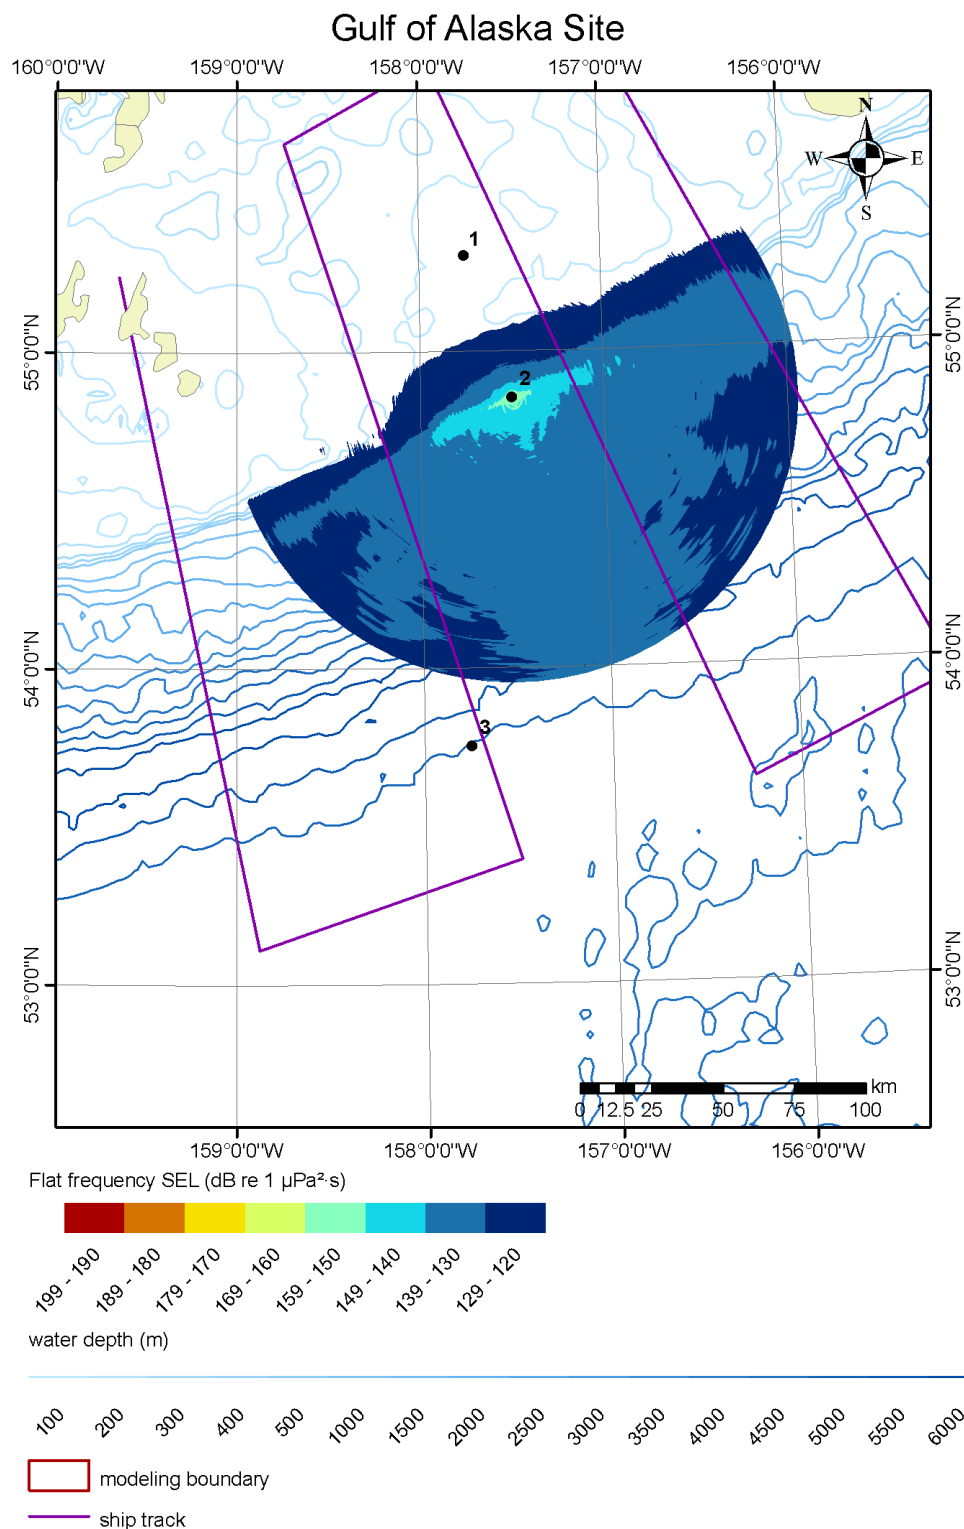 Gulf of Alaska Site
160°0'0"W 159°0'0"W 158°0'0"W 157°0'0"W 156°0'0"W
N
W E
S
1
55°0'0"N 55°0'0"N
2
54°0'0"N 54°0'0"N
3
53°0'0"N 53°0'0"N
km
0 12.5 25 50 75 100
159°0'0"W 158°0'0"W 157°0'0"W 156°0'0"W
Flat frequency SEL (dB re 1 µPa²·s)
199 - 190 189 - 180 179 - 170 169 - 160 159 - 150 149 - 140 139 - 130 129 - 120
water depth (m)
100 200 300 400 500 1000 1500 2000 2500 3000 3500 4000 4500 5000 5500 6000
modeling boundary
ship track